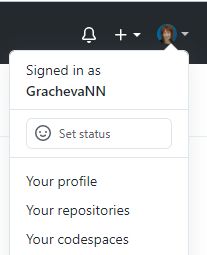 Signed in as
GrachevaNN
Set status
Your profile
Your repositories
Your codespaces